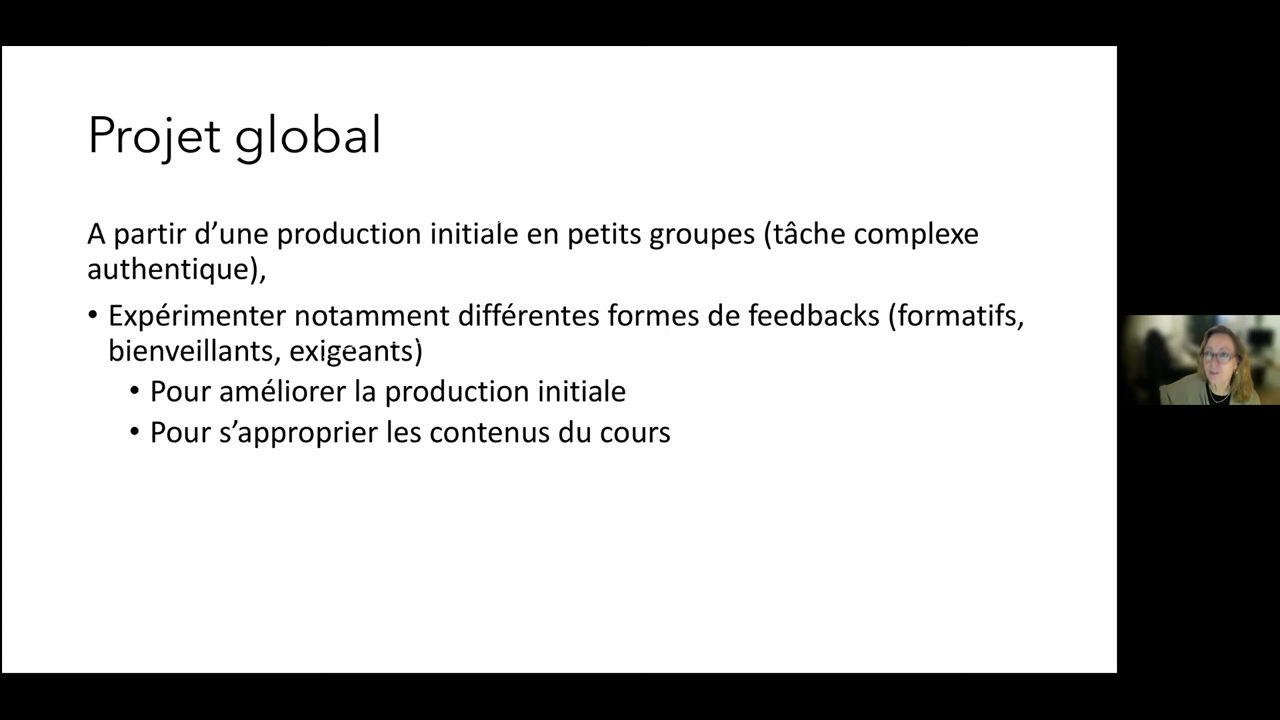 Projet global
A partir d’une production initiale en petits groupes (tâche complexe
authentique),
• Expérimenter notamment différentes formes de feedbacks (formatifs,
bienveillants, exigeants)
• Pour améliorer la production initiale
• Pour s’approprier les contenus du cours